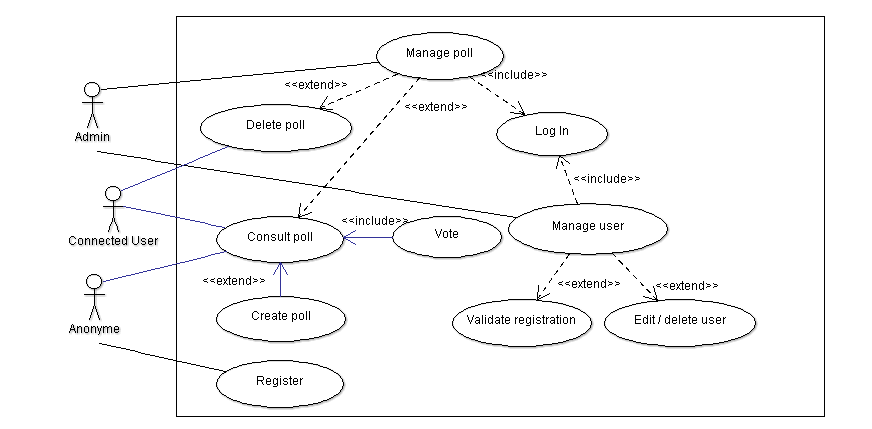 Manage poll
<<include>>
<<extend>>
<<extend>>
Delete poll
Log In
Admin
<<include>>
Connected User
<<include>>
Consult poll
Vote
Manage user
<<extend>>
<<extend>>
<<extend>>
Anonyme
Create poll
Validate registration
Edit / delete user
Register